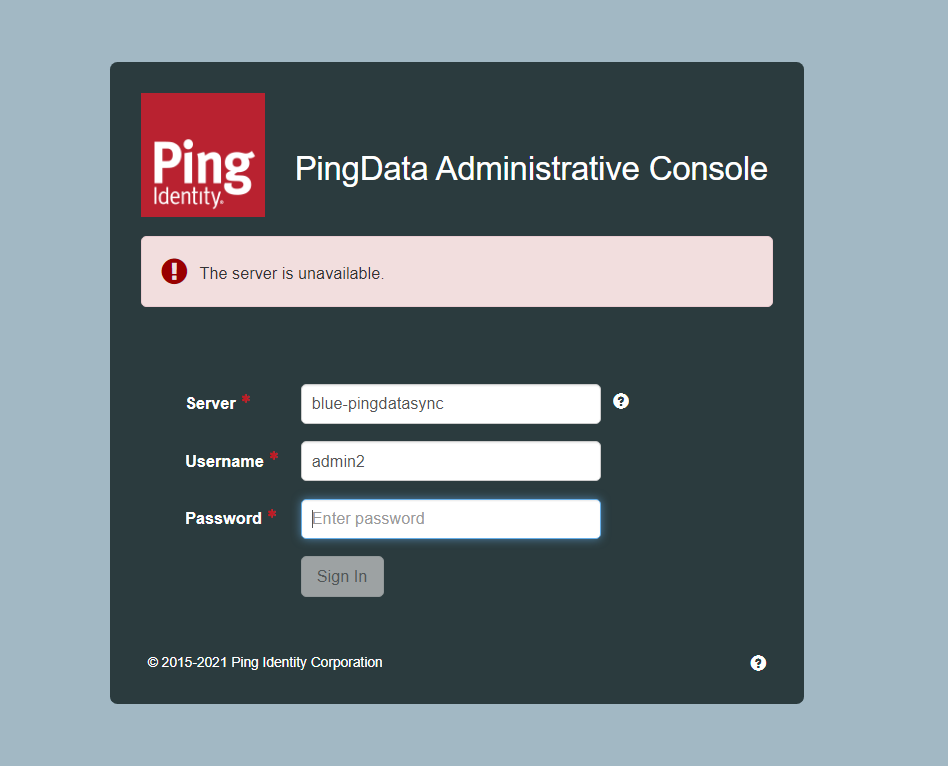 Ping
Identity.
PingData Administrative Console
! The server is unavailable.
Server * blue-pingdatasync ?
Username * admin2
Password * Enter password
Sign In
© 2015-2021 Ping Identity Corporation ?